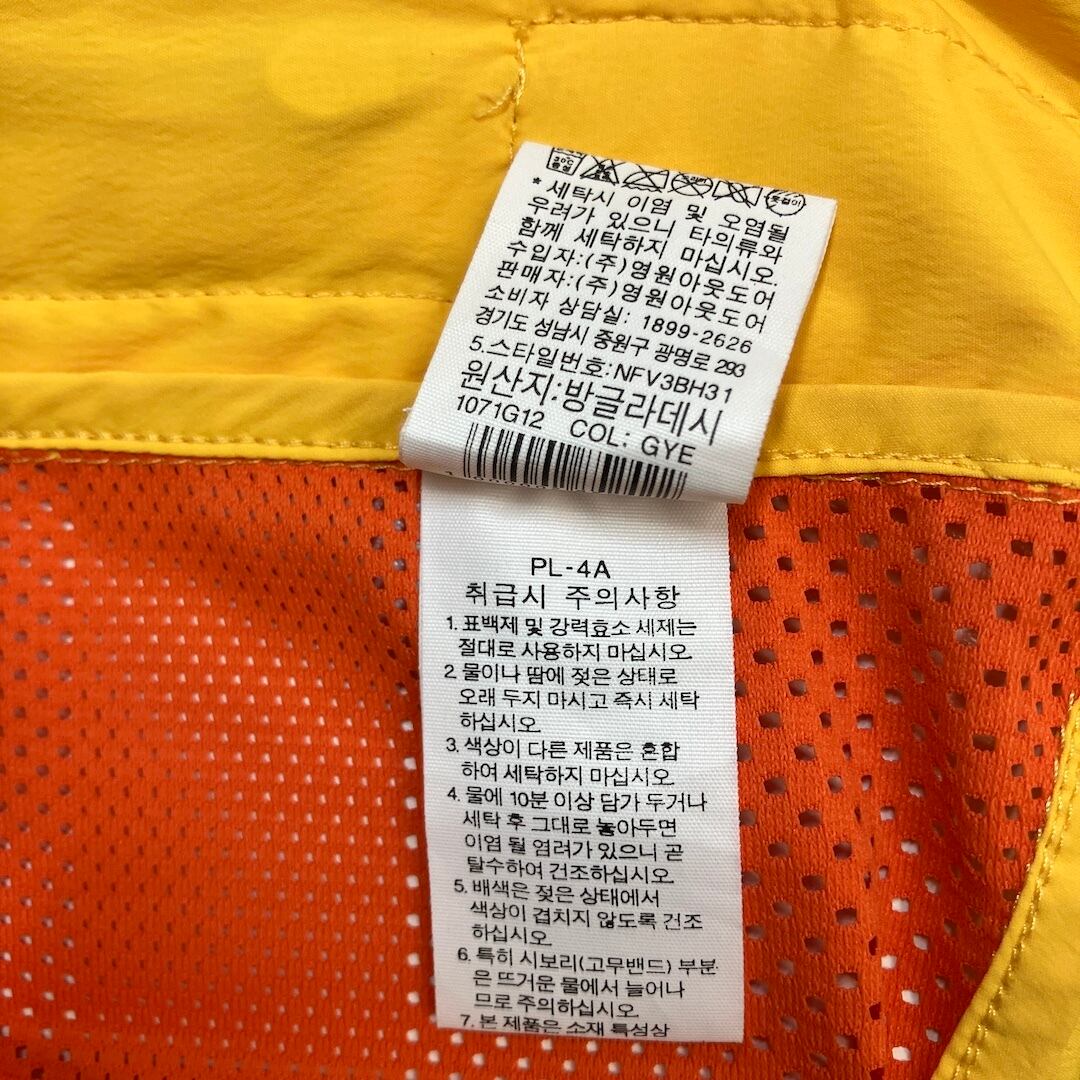 30℃
중성
드라이
옷걸이
* 세탁시 이염 및 오염될
우려가 있으니 타의류와
함께 세탁하지 마십시오.
수입자:(주)영원아웃도어
판매자:(주)영원아웃도어
소비자 상담실: 1899-2626
경기도 성남시 중원구 광명로 293
5.스타일번호:NFV3BH31
원산지:방글라데시
1071G12 COL: GYE
PL-4A
취급시 주의사항
1. 표백제 및 강력효소 세제는
절대로 사용하지 마십시오.
2. 물이나 땀에 젖은 상태로
오래 두지 마시고 즉시 세탁
하십시오.
3. 색상이 다른 제품은 혼합
하여 세탁하지 마십시오.
4. 물에 10분 이상 담가 두거나
세탁 후 그대로 놓아두면
이염 될 염려가 있으니 곧
탈수하여 건조하십시오.
5. 배색은 젖은 상태에서
색상이 겹치지 않도록 건조
하십시오.
6. 특히 시보리(고무밴드) 부분
은 뜨거운 물에서 늘어나
므로 주의하십시오.
7. 본 제품은 소재 특성상